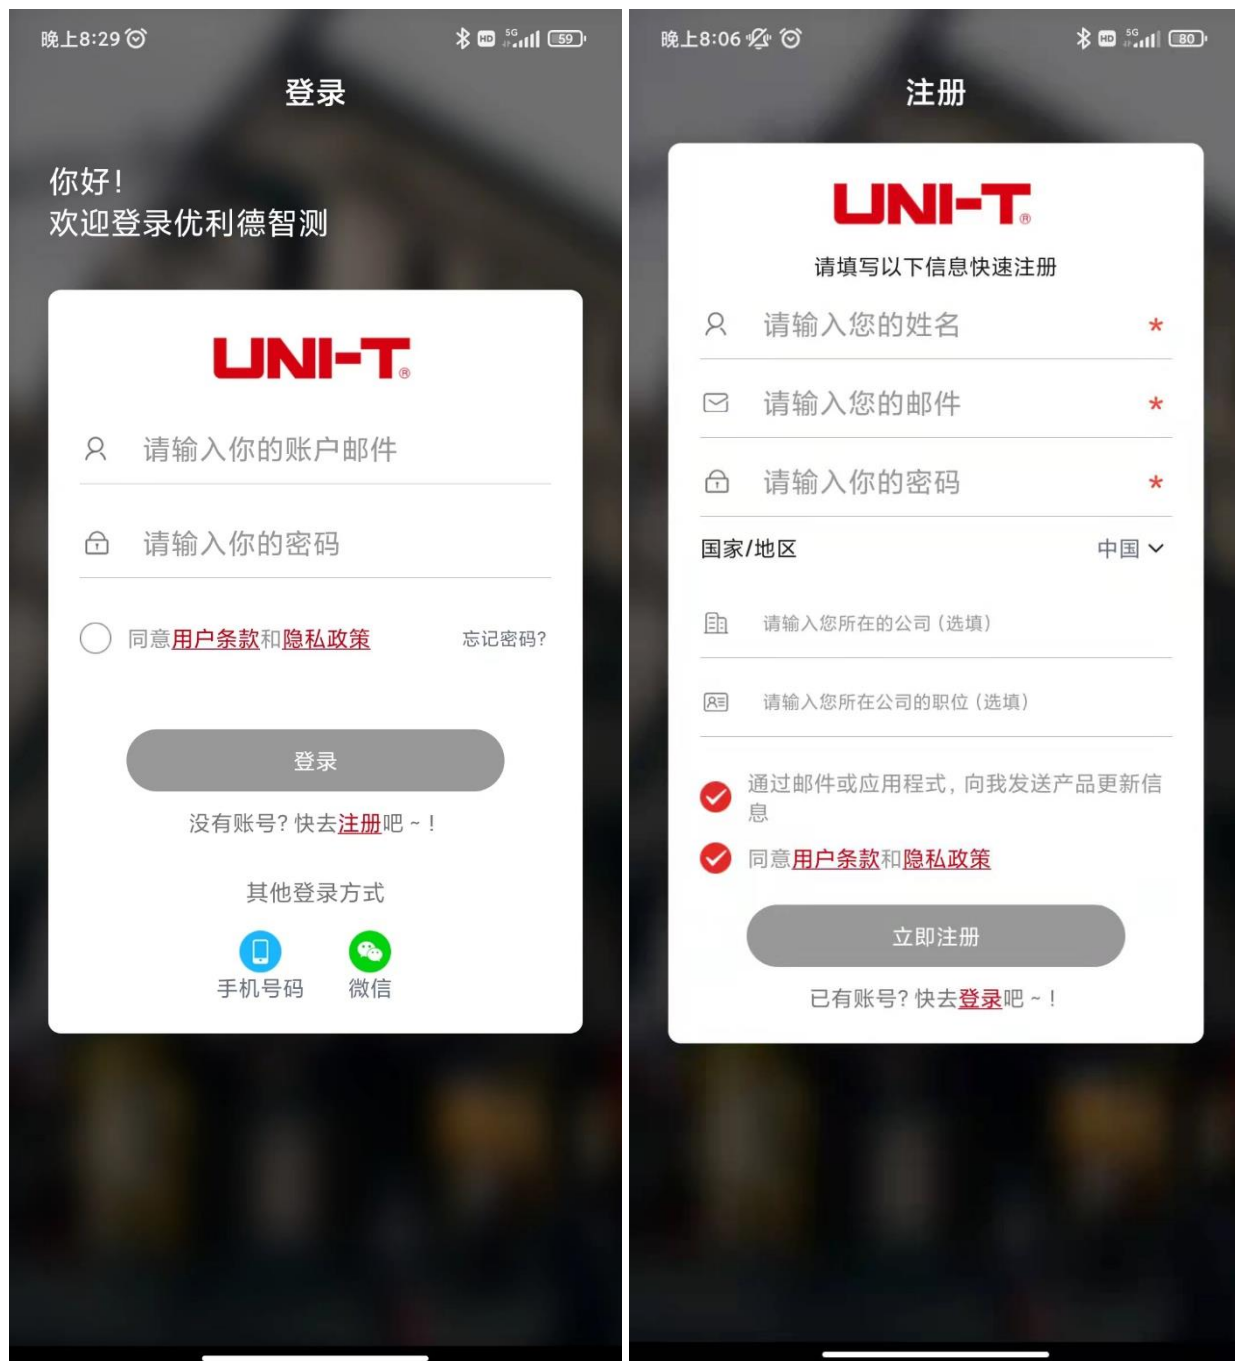 晚上8:29
HD 5G 59
登录
你好!
欢迎登录优利德智测
UNI-T®
请输入你的账户邮件
请输入你的密码
同意用户条款和隐私政策 忘记密码?
登录
没有账号? 快去注册吧 ~ !
其他登录方式
手机号码 微信
晚上8:06
HD 5G 80
注册
UNI-T®
请填写以下信息快速注册
请输入您的姓名 *
请输入您的邮件 *
请输入你的密码 *
国家/地区 中国
请输入您所在的公司 (选填)
请输入您所在公司的职位 (选填)
通过邮件或应用程式, 向我发送产品更新信
息
同意用户条款和隐私政策
立即注册
已有账号? 快去登录吧 ~ !